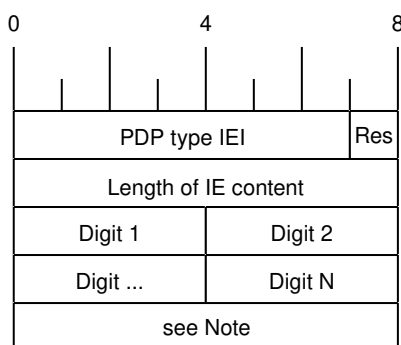 0 4 8
PDP type IEI Res
Length of IE content
Digit 1 Digit 2
Digit ... Digit N
see Note